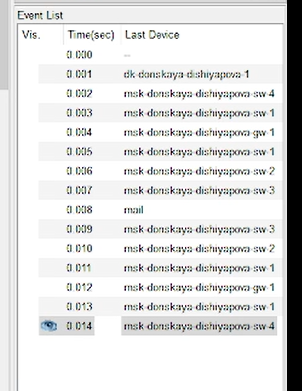 Event List
Vis. Time(sec) Last Device
0.000 --
0.001 dk-donskaya-dishiyapova-1
0.002 msk-donskaya-dishiyapova-sw-4
0.003 msk-donskaya-dishiyapova-sw-1
0.004 msk-donskaya-dishiyapova-gw-1
0.005 msk-donskaya-dishiyapova-sw-1
0.006 msk-donskaya-dishiyapova-sw-2
0.007 msk-donskaya-dishiyapova-sw-3
0.008 mail
0.009 msk-donskaya-dishiyapova-sw-3
0.010 msk-donskaya-dishiyapova-sw-2
0.011 msk-donskaya-dishiyapova-sw-1
0.012 msk-donskaya-dishiyapova-gw-1
0.013 msk-donskaya-dishiyapova-sw-1
0.014 msk-donskaya-dishiyapova-sw-4